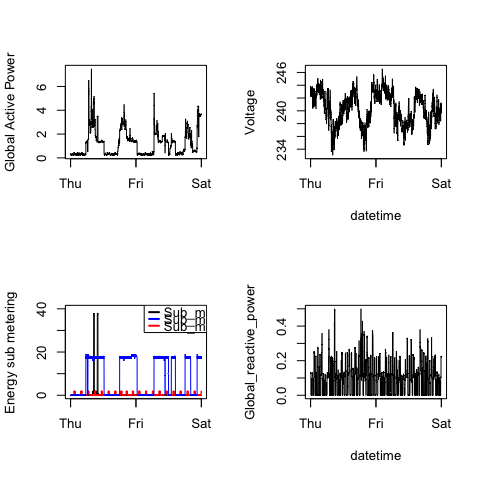 Global Active Power
6
4
2
0
Thu
Fri
Sat
Voltage
246
240
234
Thu
Fri
Sat
datetime
Energy sub metering
40
20
0
Sub_m
Sub_m
Sub_m
Thu
Fri
Sat
Global_reactive_power
0.4
0.2
0.0
Thu
Fri
Sat
datetime